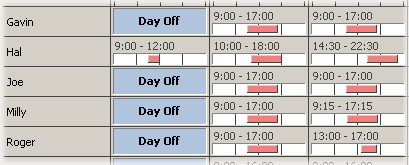 Gavin Day Off 9:00 - 17:00 9:00 - 17:00
Hal 9:00 - 12:00 10:00 - 18:00 14:30 - 22:30
Joe Day Off 9:00 - 17:00 9:00 - 17:00
Milly Day Off 9:00 - 17:00 9:15 - 17:15
Roger Day Off 9:00 - 17:00 13:00 - 17:00